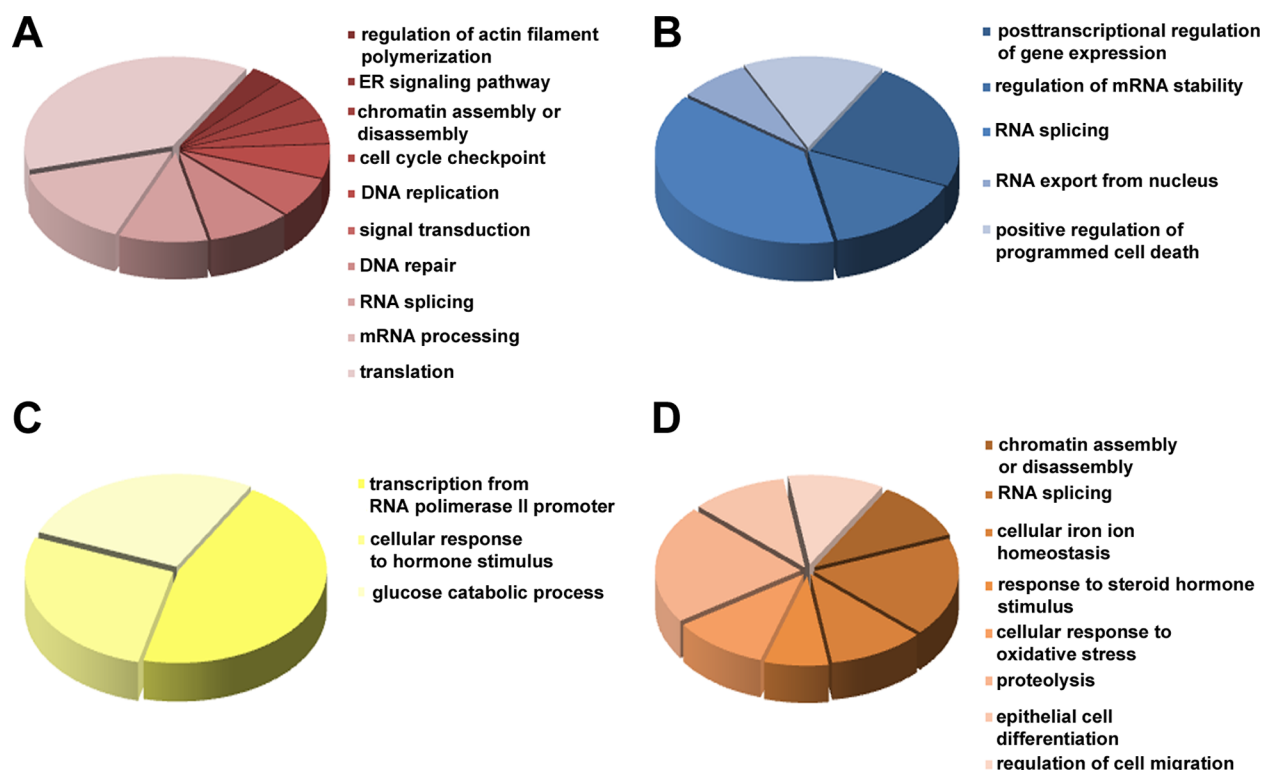 A
regulation of actin filament
polymerization
ER signaling pathway
chromatin assembly or
disassembly
cell cycle checkpoint
DNA replication
signal transduction
DNA repair
RNA splicing
mRNA processing
translation
B
posttranscriptional regulation
of gene expression
regulation of mRNA stability
RNA splicing
RNA export from nucleus
positive regulation of
programmed cell death
C
transcription from
RNA polimerase II promoter
cellular response
to hormone stimulus
glucose catabolic process
D
chromatin assembly
or disassembly
RNA splicing
cellular iron ion
homeostasis
response to steroid hormone
stimulus
cellular response to
oxidative stress
proteolysis
epithelial cell
differentiation
regulation of cell migration